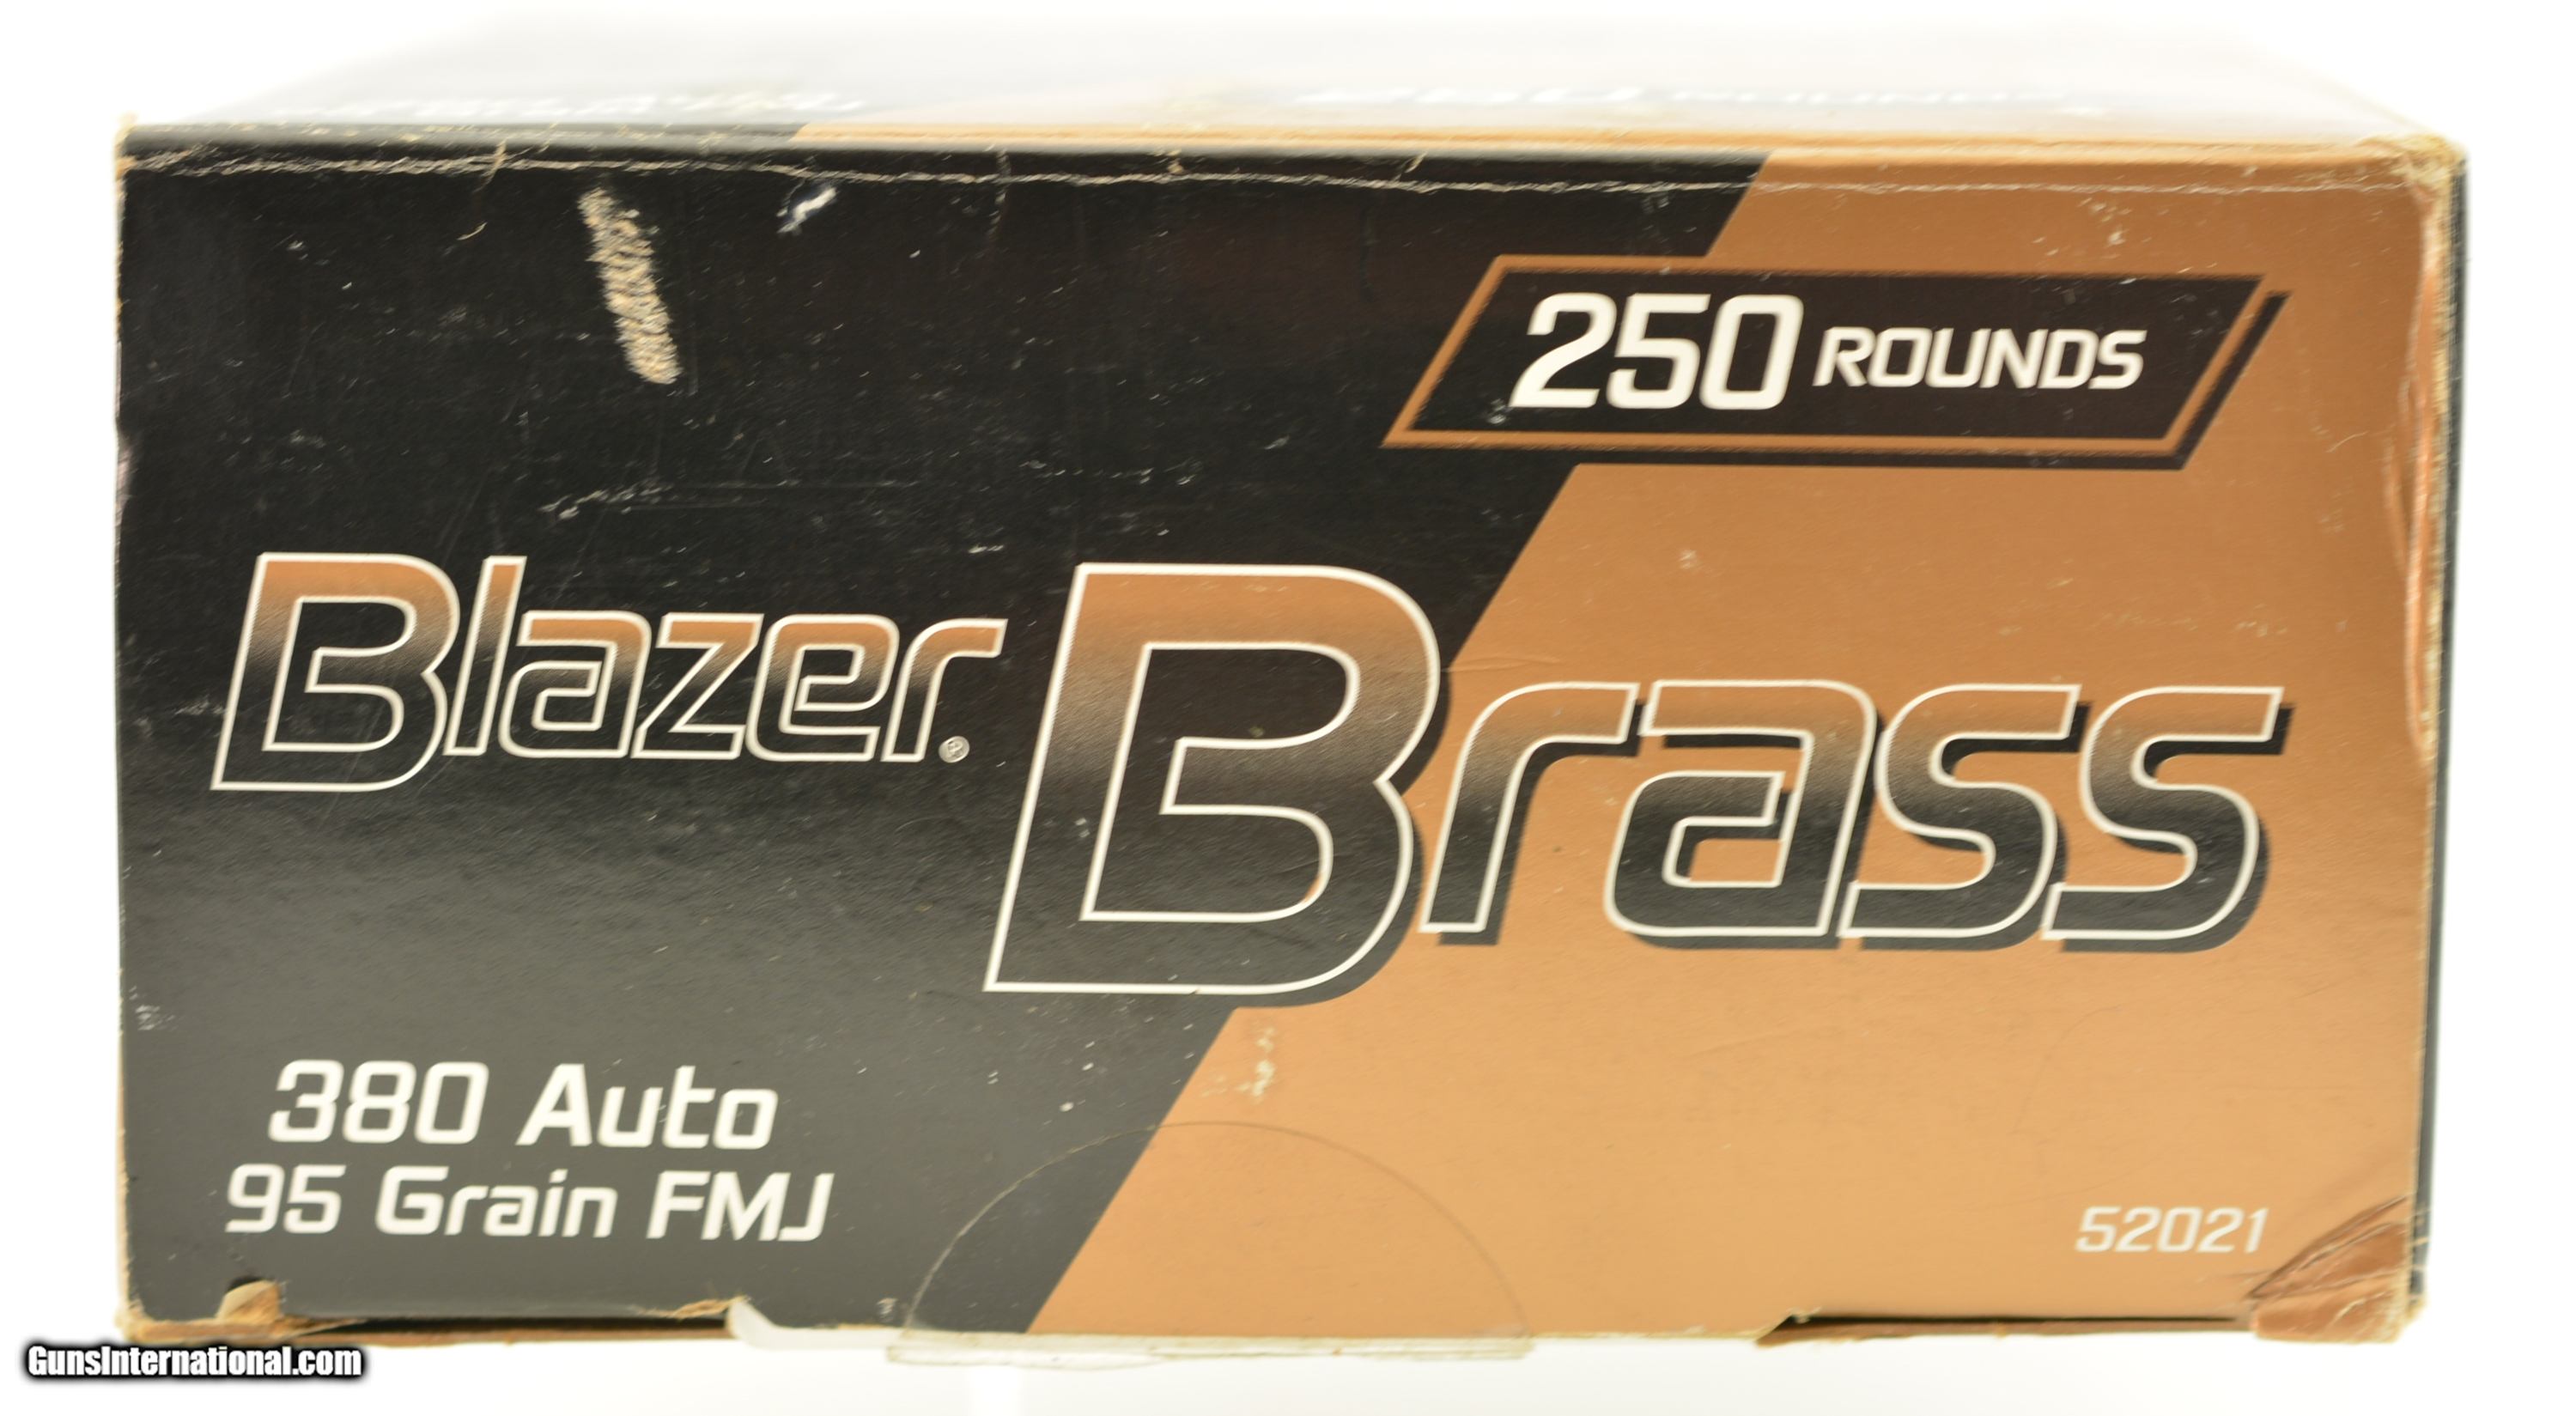 250 ROUNDS
Blazer® Brass
380 Auto
95 Grain FMJ
52021
GunsInternational.com